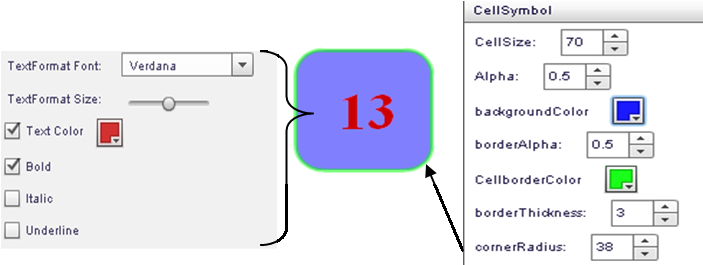 TextFormat Font: Verdana
TextFormat Size:
Text Color
Bold
Italic
Underline
13
CellSymbol
CellSize: 70
Alpha: 0.5
backgroundColor
borderAlpha: 0.5
CellborderColor
borderThickness: 3
cornerRadius: 38